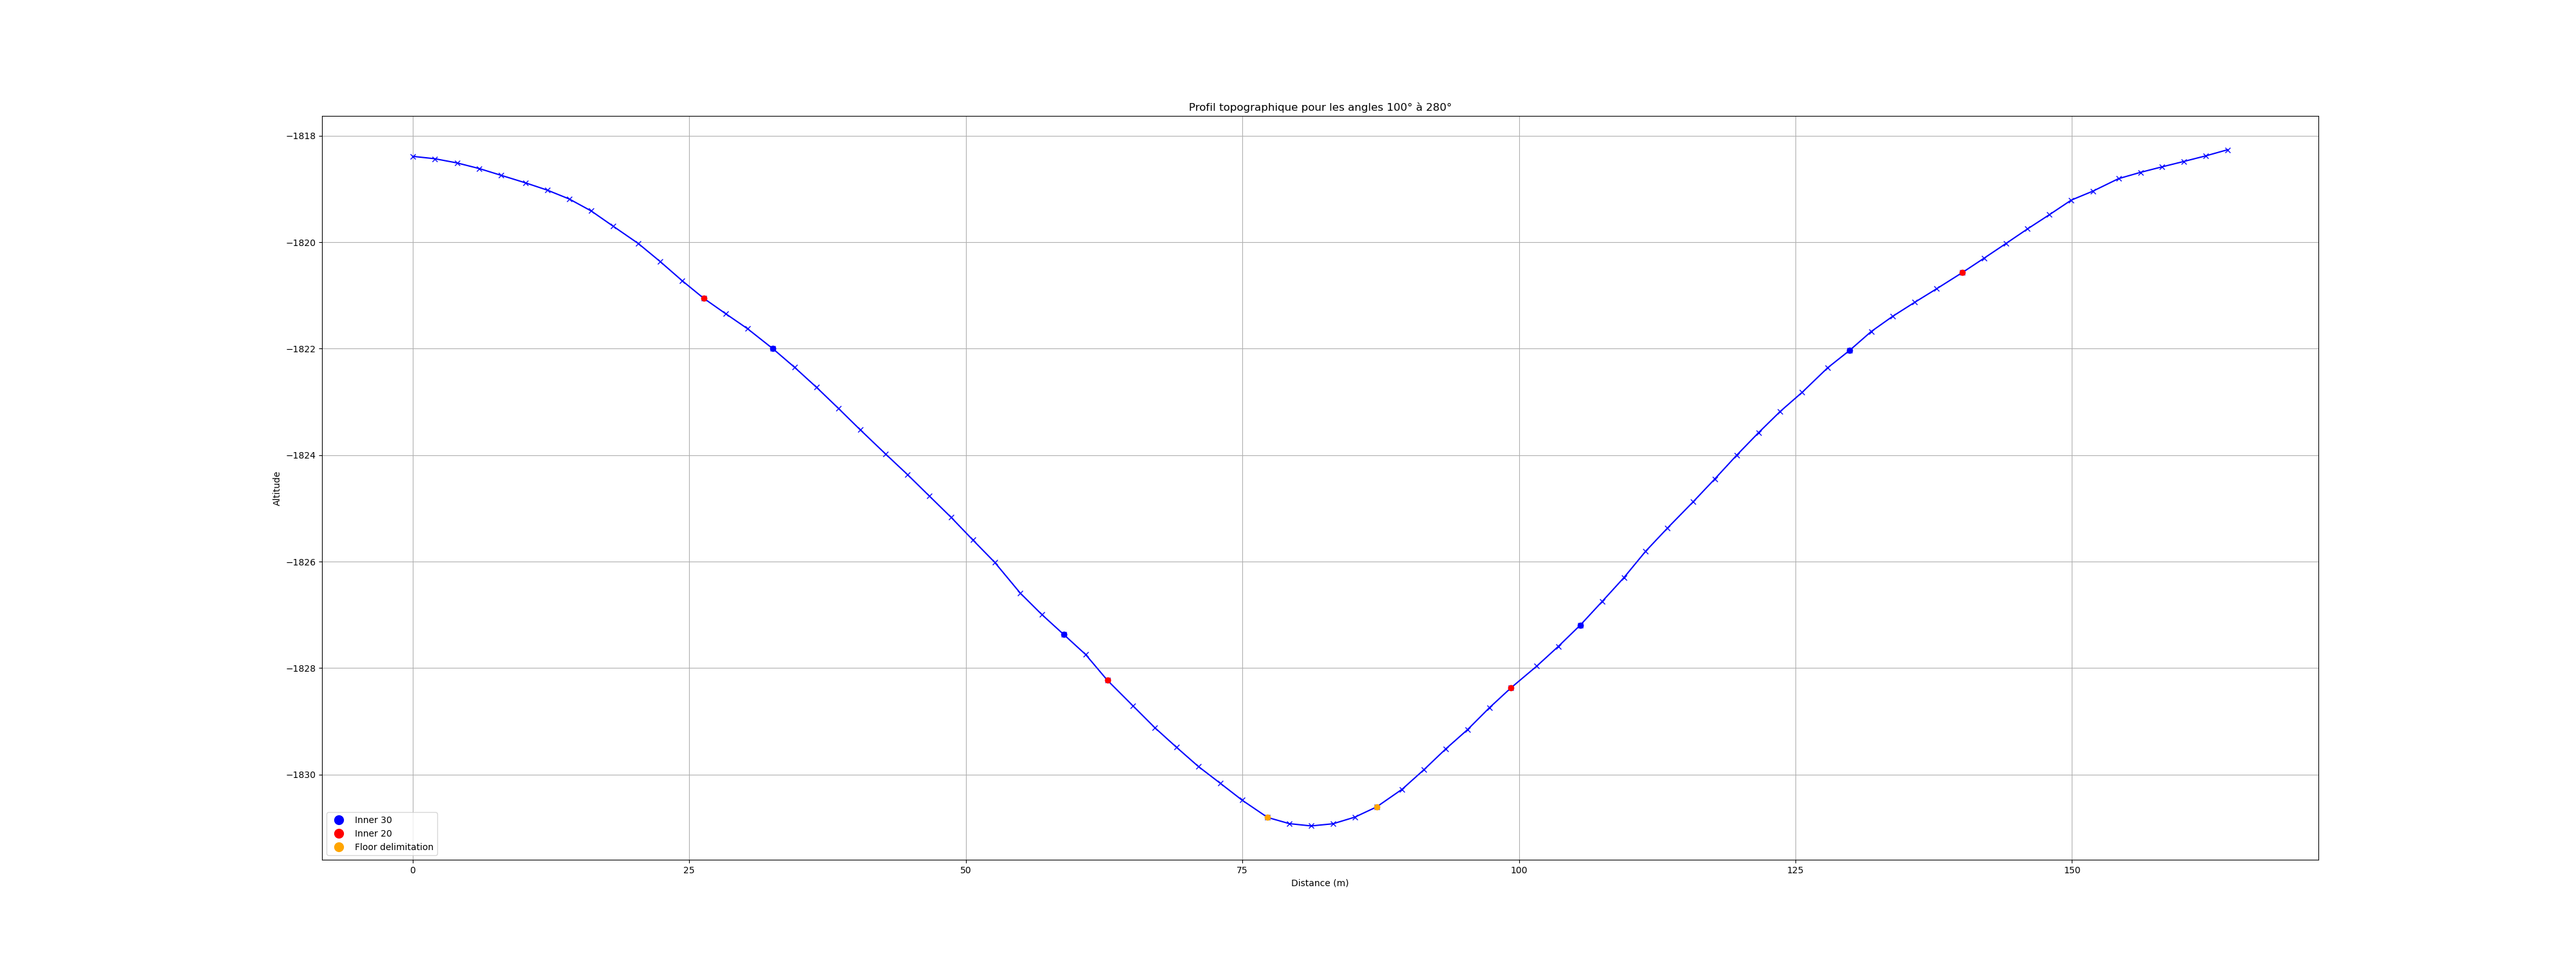 Profil topographique pour les angles 100° à 280°
−1818
−1820
−1822
−1824
−1826
−1828
−1830
Altitude
Inner 30
Inner 20
Floor delimitation
0 25 50 75 100 125 150
Distance (m)